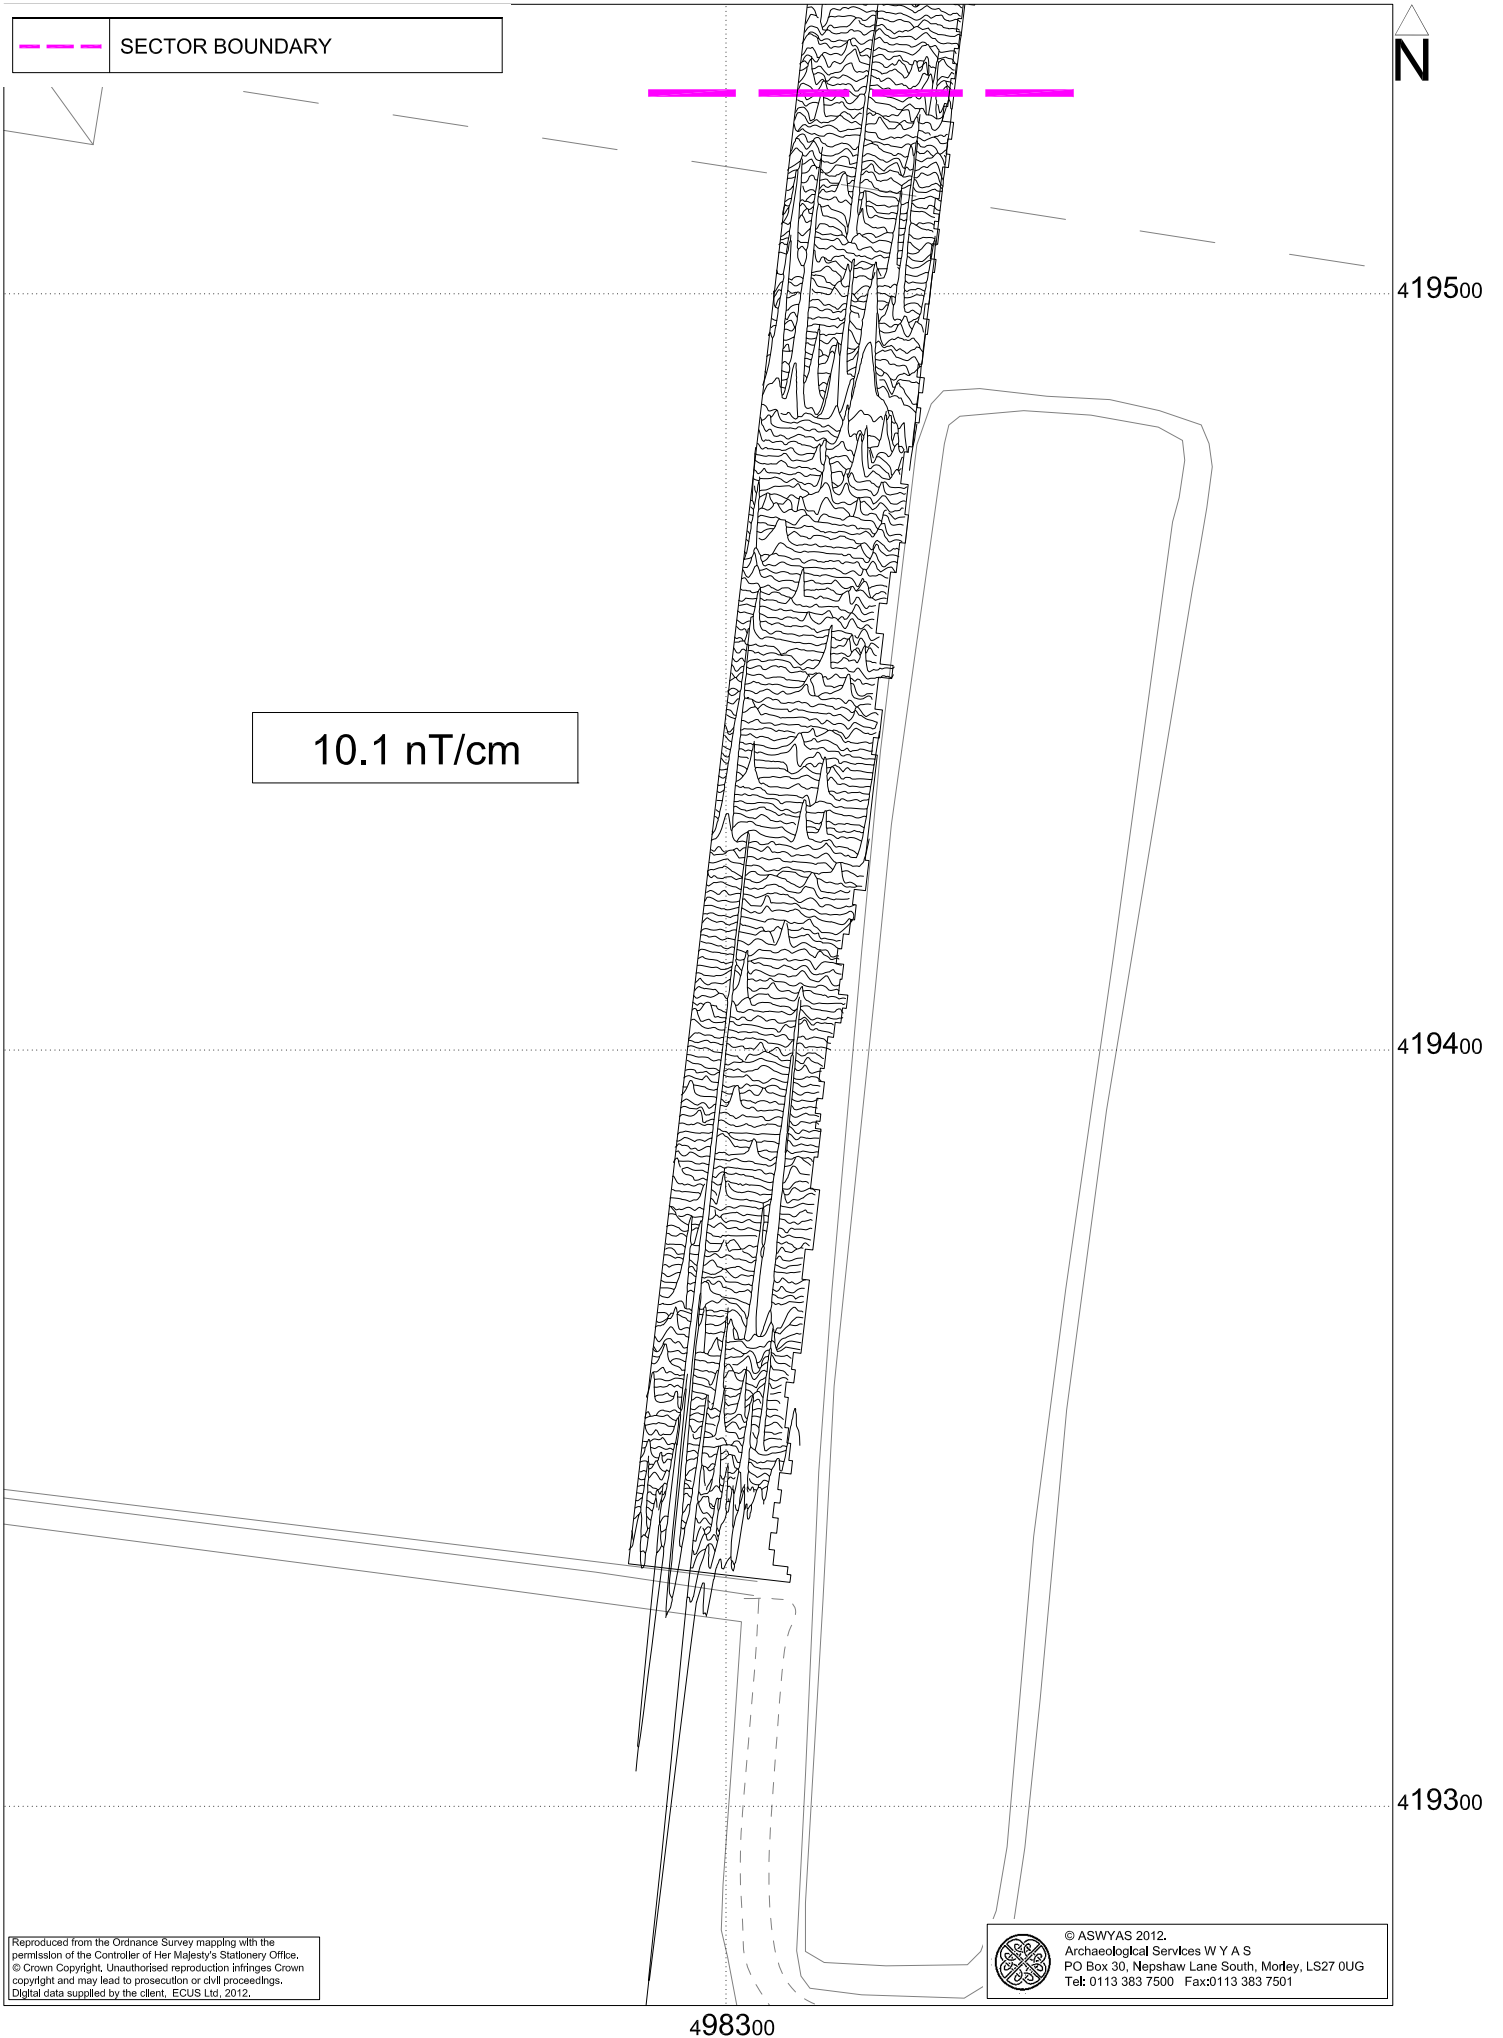 SECTOR BOUNDARY
N
419500
10.1 nT/cm
419400
419300
Reproduced from the Ordnance Survey mapping with the
permission of the Controller of Her Majesty's Stationery Office.
© Crown Copyright. Unauthorised reproduction infringes Crown
copyright and may lead to prosecution or civil proceedings.
Digital data supplied by the client, ECUS Ltd, 2012.
© ASWYAS 2012.
Archaeological Services W Y A S
PO Box 30, Nepshaw Lane South, Morley, LS27 0UG
Tel: 0113 383 7500 Fax:0113 383 7501
498300